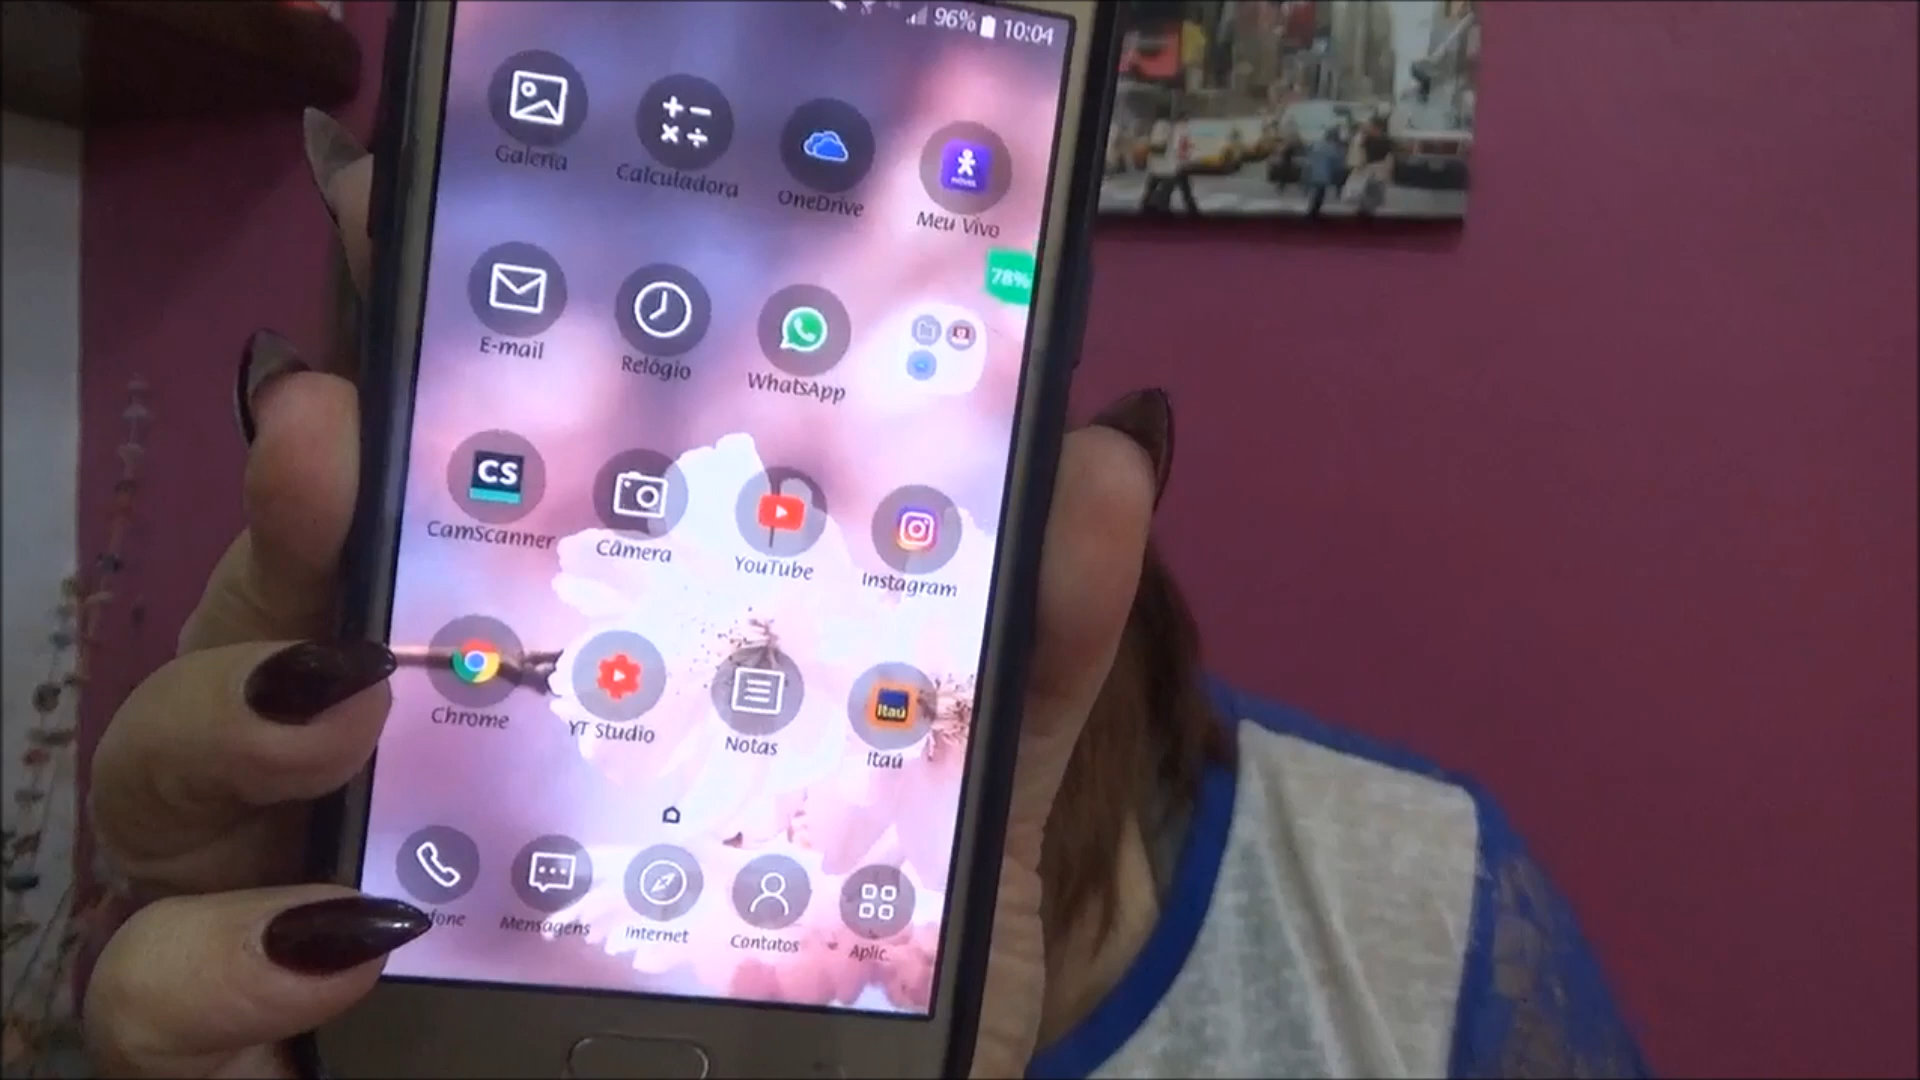 96% 10:04
Galeria
Calculadora
OneDrive
Meu Vivo
78%
E-mail
Relógio
WhatsApp
CS
CamScanner
Câmera
YouTube
Instagram
Chrome
YT Studio
Notas
Itaú
Itaú
fone
Mensagens
Internet
Contatos
Aplic.